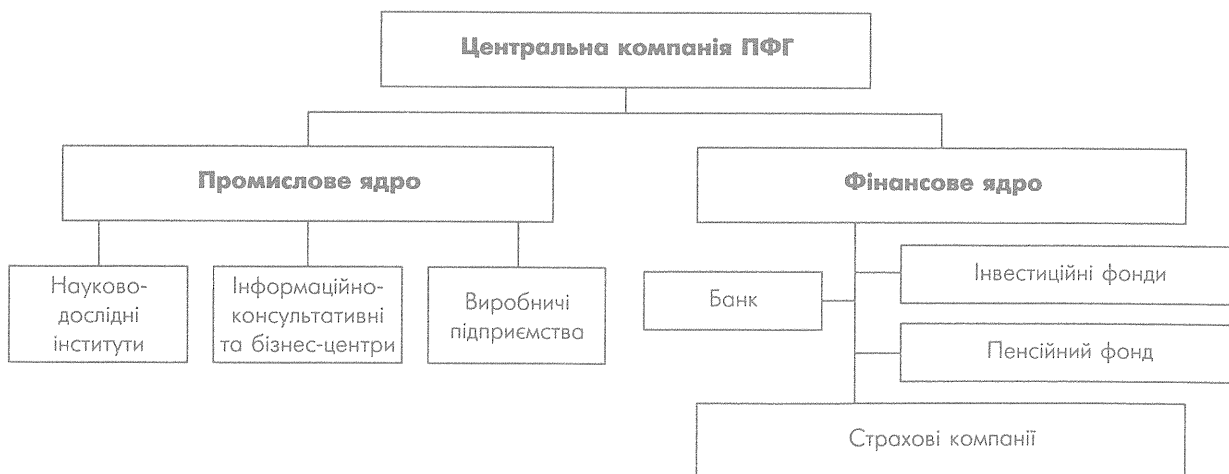 Центральна компанія ПФГ
Промислове ядро
Фінансове ядро
Науково-
дослідні
інститути
Інформаційно-
консультативні
та бізнес-центри
Виробничі
підприємства
Банк
Інвестиційні фонди
Пенсійний фонд
Страхові компанії